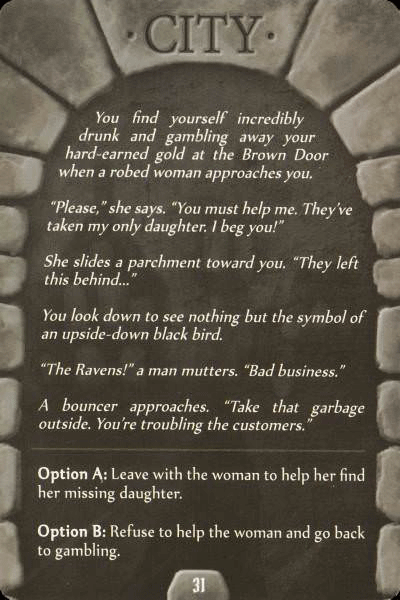 · CITY ·
You find yourself incredibly
drunk and gambling away your
hard-earned gold at the Brown Door
when a robed woman approaches you.
“Please,” she says. “You must help me. They’ve
taken my only daughter. I beg you!”
She slides a parchment toward you. “They left
this behind...”
You look down to see nothing but the symbol of
an upside-down black bird.
“The Ravens!” a man mutters. “Bad business.”
A bouncer approaches. “Take that garbage
outside. You’re troubling the customers.”
Option A: Leave with the woman to help her find
her missing daughter.
Option B: Refuse to help the woman and go back
to gambling.
31